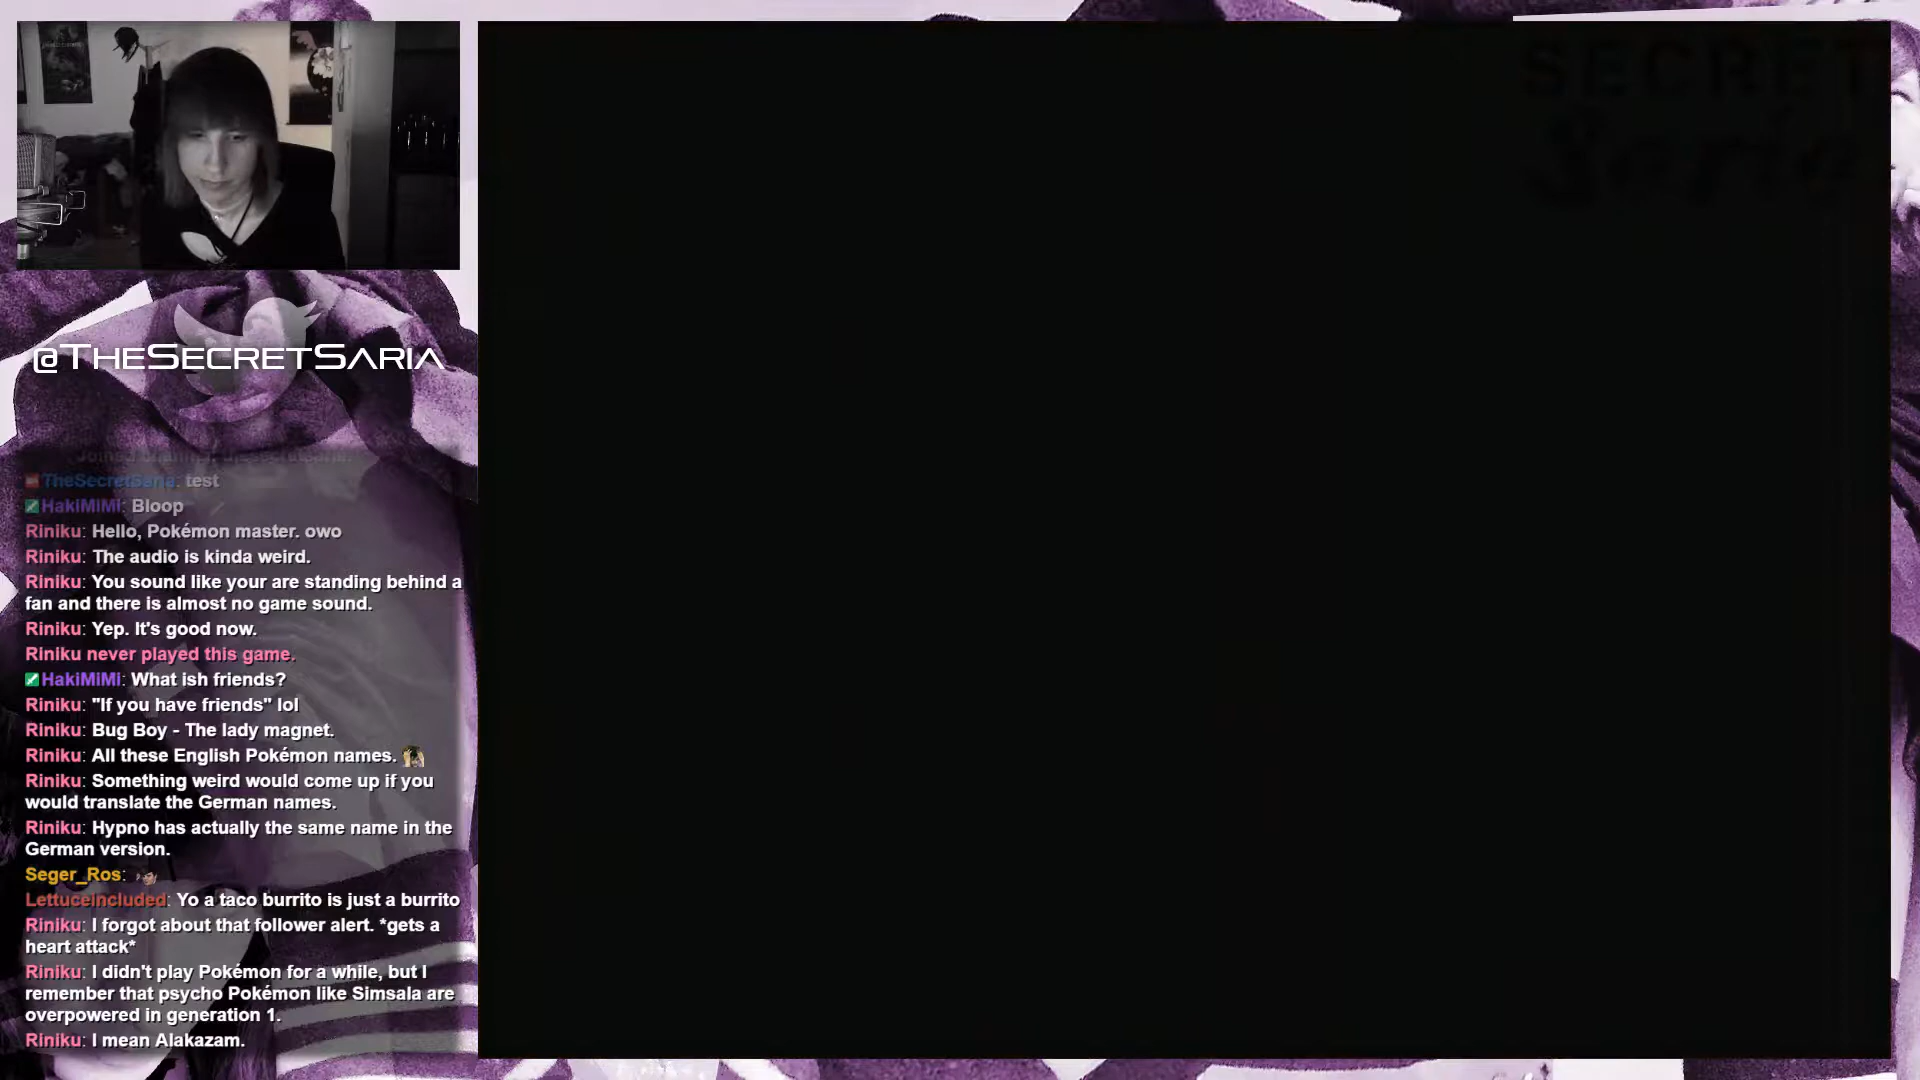 SECRET
Saria
@THESECRETSARIA
Joined channel: thesecretsaria.
TheSecretSaria: test
HakiMiMi: Bloop
Riniku: Hello, Pokémon master. owo
Riniku: The audio is kinda weird.
Riniku: You sound like your are standing behind a
fan and there is almost no game sound.
Riniku: Yep. It's good now.
Riniku never played this game.
HakiMiMi: What ish friends?
Riniku: "If you have friends" lol
Riniku: Bug Boy - The lady magnet.
Riniku: All these English Pokémon names.
Riniku: Something weird would come up if you
would translate the German names.
Riniku: Hypno has actually the same name in the
German version.
Seger_Ros:
Lettuceincluded: Yo a taco burrito is just a burrito
Riniku: I forgot about that follower alert. *gets a
heart attack*
Riniku: I didn't play Pokémon for a while, but I
remember that psycho Pokémon like Simsala are
overpowered in generation 1.
Riniku: I mean Alakazam.